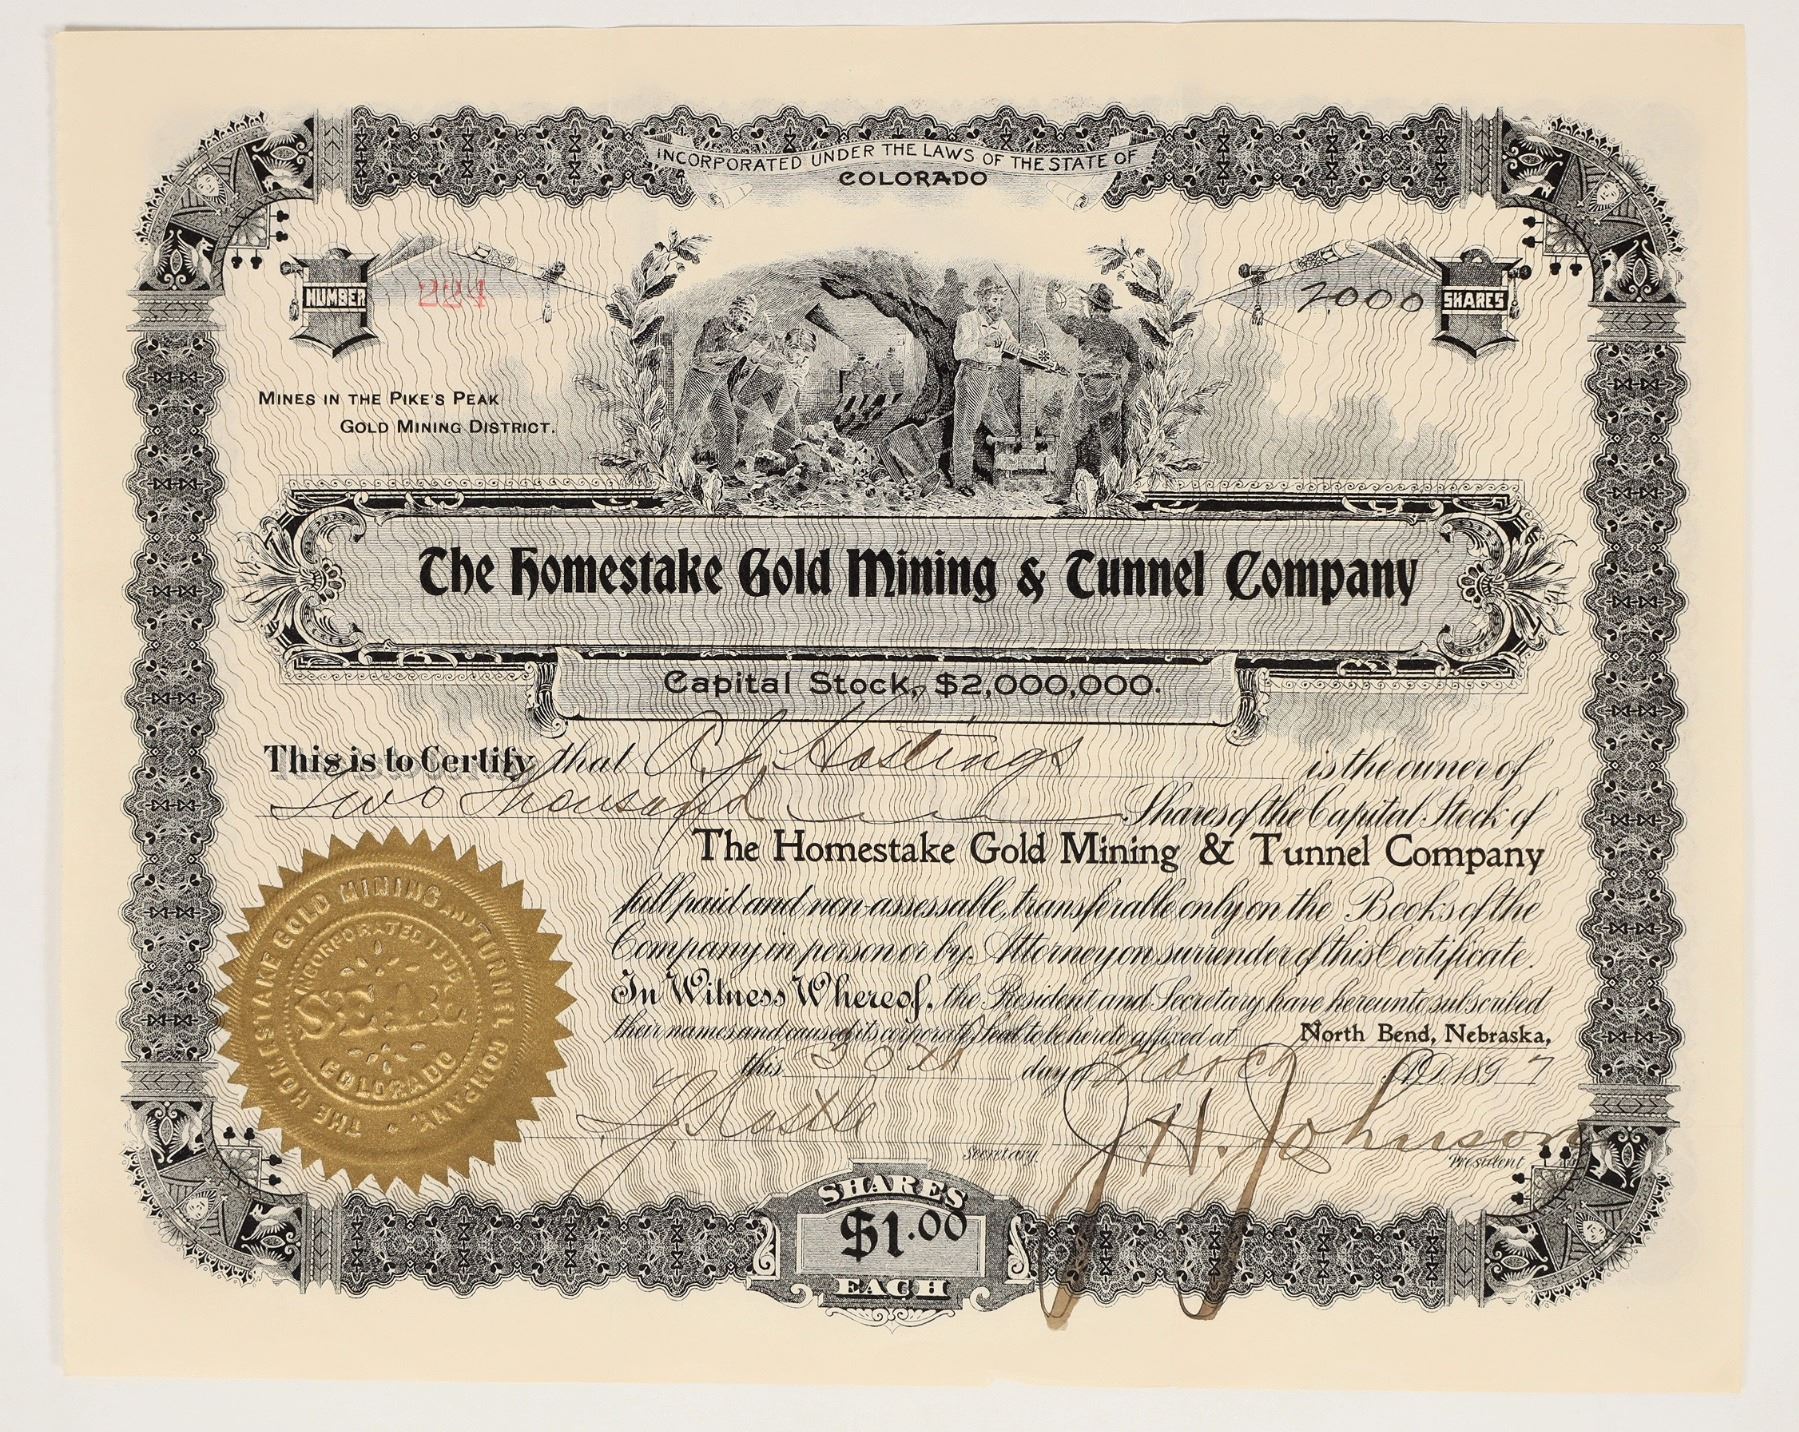 INCORPORATED UNDER THE LAWS OF THE STATE OF
COLORADO
NUMBER 224
2000 SHARES
MINES IN THE PIKE'S PEAK
GOLD MINING DISTRICT.
The Homestake Gold Mining & Tunnel Company
Capital Stock, $2,000,000.
This is to Certify that A. J. Hastings is the owner of
Two Thousand Shares of the Capital Stock of
The Homestake Gold Mining & Tunnel Company
full paid and non-assessable, transferable only on the Books of the
Company in person or by Attorney on surrender of this Certificate.
In Witness Whereof, the President and Secretary have hereunto subscribed
their names and caused its corporate Seal to be hereto affixed at North Bend, Nebraska,
this 30th day of March A.D. 1897
Secretary.
J H. Johnson
President
THE HOMESTAKE GOLD MINING AND TUNNEL COMPANY.
INCORPORATED 1896
SEAL
COLORADO
SHARES
$1.00
EACH